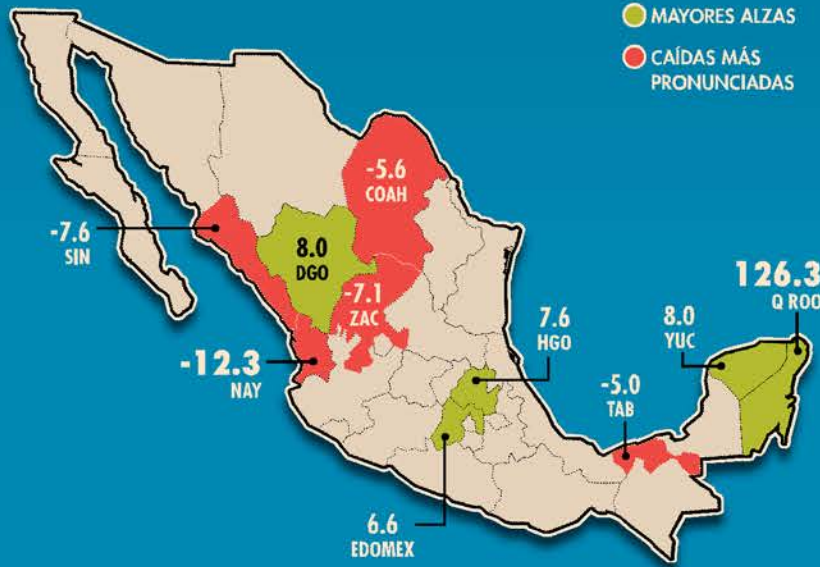 MAYORES ALZAS
CAÍDAS MÁS
PRONUNCIADAS
-5.6
COAH
-7.6
SIN
8.0
DGO
-7.1
ZAC
126.3
Q ROO
7.6
HGO
8.0
YUC
-12.3
NAY
-5.0
TAB
6.6
EDOMEX